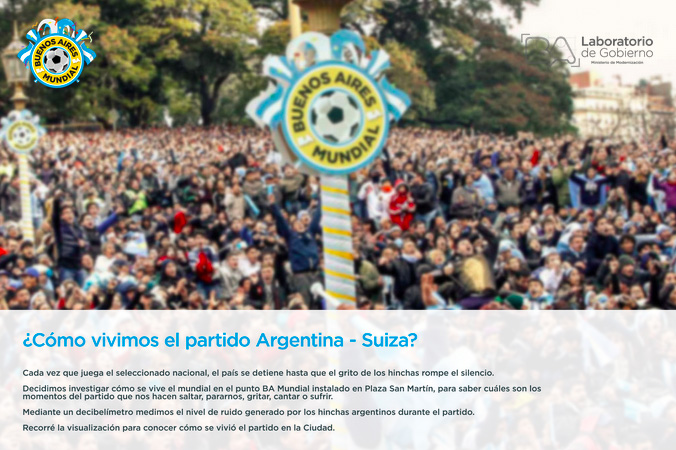 BUENOS AIRES
MUNDIAL
BA Laboratorio
de Gobierno
Ministerio de Modernización
BUENOS AIRES
MUNDIAL
¿Cómo vivimos el partido Argentina - Suiza?
Cada vez que juega el seleccionado nacional, el país se detiene hasta que el grito de los hinchas rompe el silencio.
Decidimos investigar cómo se vive el mundial en el punto BA Mundial instalado en Plaza San Martín, para saber cuáles son los
momentos del partido que nos hacen saltar, pararnos, gritar, cantar o sufrir.
Mediante un decibelímetro medimos el nivel de ruido generado por los hinchas argentinos durante el partido.
Recorré la visualización para conocer cómo se vivió el partido en la Ciudad.